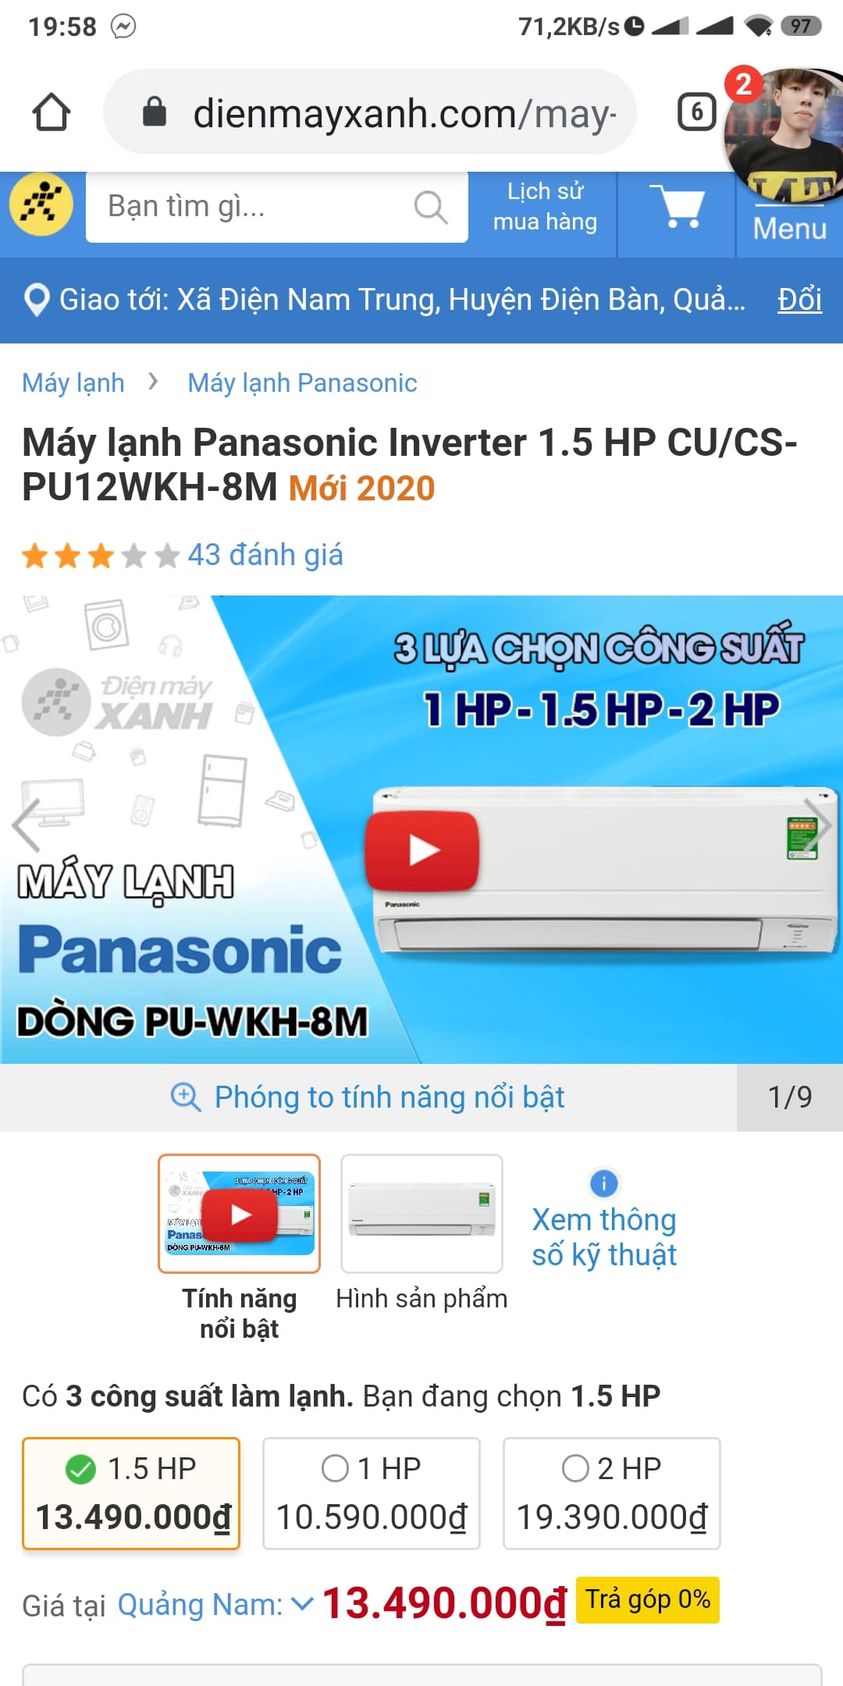 19:58
71,2KB/s
97
dienmayxanh.com/may-
6
2
Bạn tìm gì...
Lịch sử
mua hàng
Menu
Giao tới: Xã Điện Nam Trung, Huyện Điện Bàn, Quả... Đổi
Máy lạnh
Máy lạnh Panasonic
Máy lạnh Panasonic Inverter 1.5 HP CU/CS-
PU12WKH-8M Mới 2020
43 đánh giá
3 LỰA CHỌN CÔNG SUẤT
1 HP - 1.5 HP - 2 HP
Điện máy
XANH
Panasonic
MÁY LẠNH
Panasonic
DÒNG PU-WKH-8M
Phóng to tính năng nổi bật
1/9
Tính năng
nổi bật
Hình sản phẩm
Xem thông
số kỹ thuật
Có 3 công suất làm lạnh. Bạn đang chọn 1.5 HP
1.5 HP
13.490.000₫
1 HP
10.590.000₫
2 HP
19.390.000₫
Giá tại Quảng Nam: 13.490.000₫ Trả góp 0%